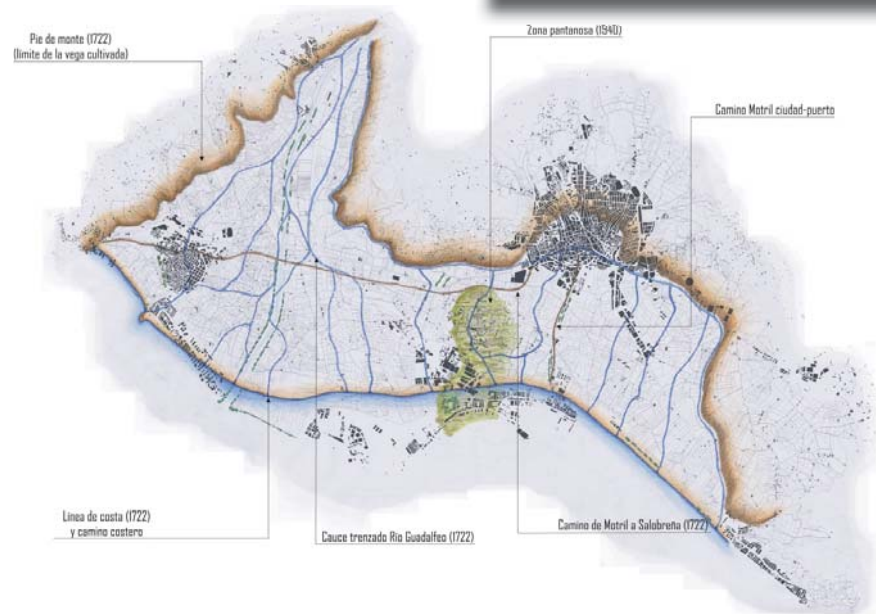 Zona pantanosa (1940)
Pie de monte (1722)
(límite de la vega cultivada)
Camino Motril ciudad-puerto
Línea de costa (1722)
y camino costero
Cauce trenzado Río Guadalfeo (1722)
Camino de Motril a Salobreña (1722)